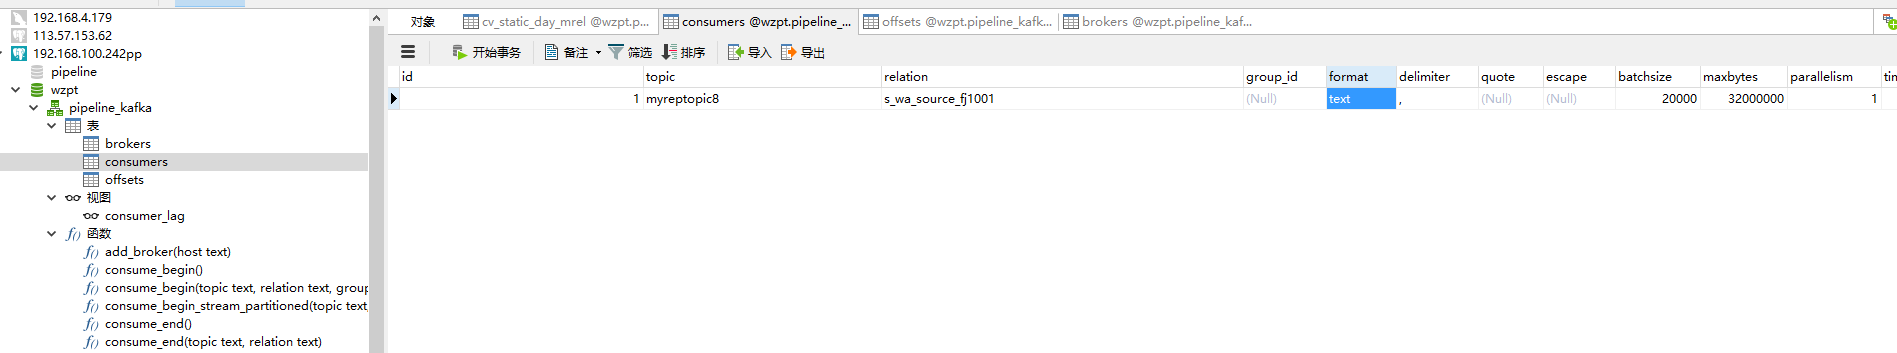 192.168.4.179
113.57.153.62
192.168.100.242pp
pipeline
wzpt
pipeline_kafka
表
brokers
consumers
offsets
视图
consumer_lag
函数
add_broker(host text)
consume_begin()
consume_begin(topic text, relation text, group
consume_begin_stream_partitioned(topic text,
consume_end()
consume_end(topic text, relation text)
对象 cv_static_day_mrel @wzpt.p... consumers @wzpt.pipeline_... offsets @wzpt.pipeline_kafk... brokers @wzpt.pipeline_kaf...
开始事务 备注 筛选 排序 导入 导出
id topic relation group_id format delimiter quote escape batchsize maxbytes parallelism tim
1 myreptopic8 s_wa_source_fj1001 (Null) text , (Null) (Null) 20000 32000000 1